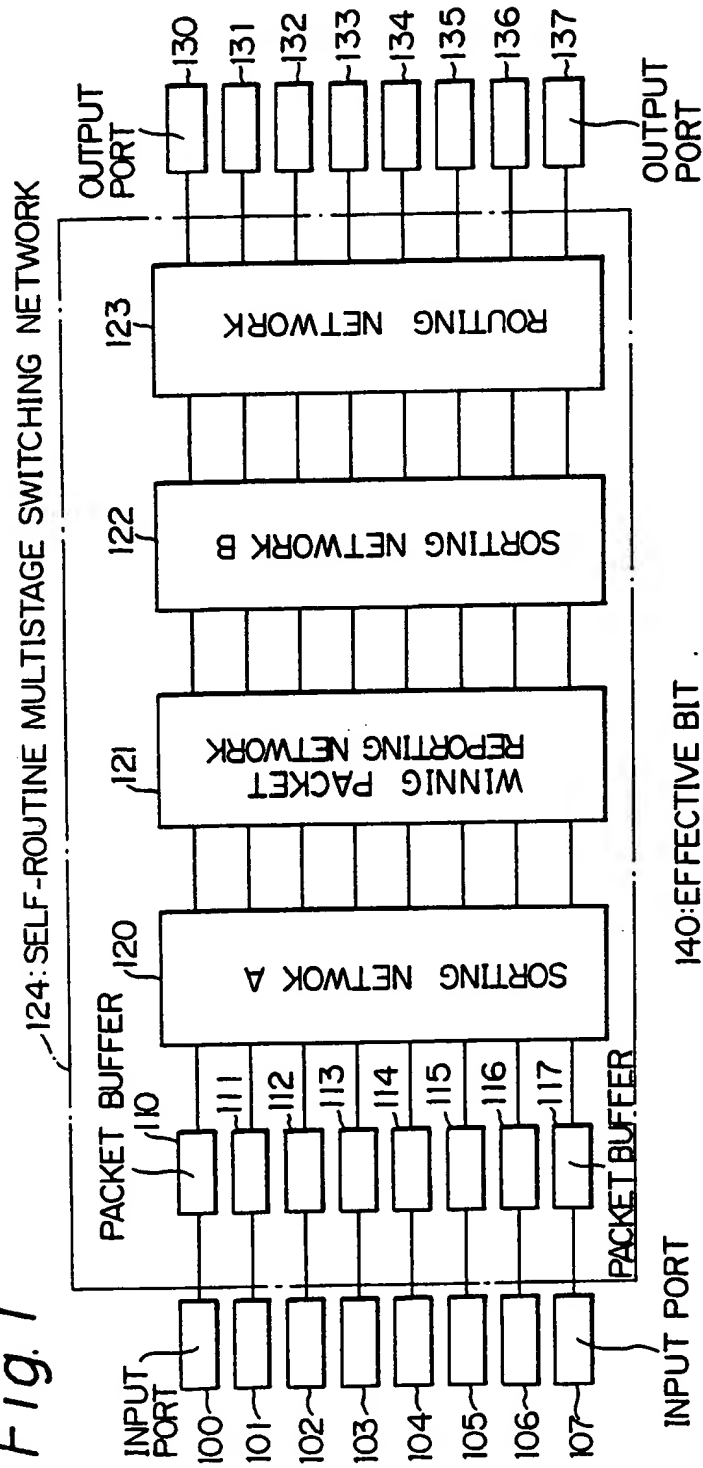 Fig. 1
124: SELF-ROUTINE MULTISTAGE SWITCHING NETWORK
INPUT
PORT
100
101
102
103
104
105
106
107
INPUT PORT
PACKET BUFFER
110
111
112
113
114
115
116
117
PACKET BUFFER
120
SORTING NETWOK A
121
WINNIG PACKET
REPORTING NETWORK
122
SORTING NETWORK B
123
ROUTING NETWORK
OUTPUT
PORT
130
131
132
133
134
135
136
137
OUTPUT
PORT
140: EFFECTIVE BIT